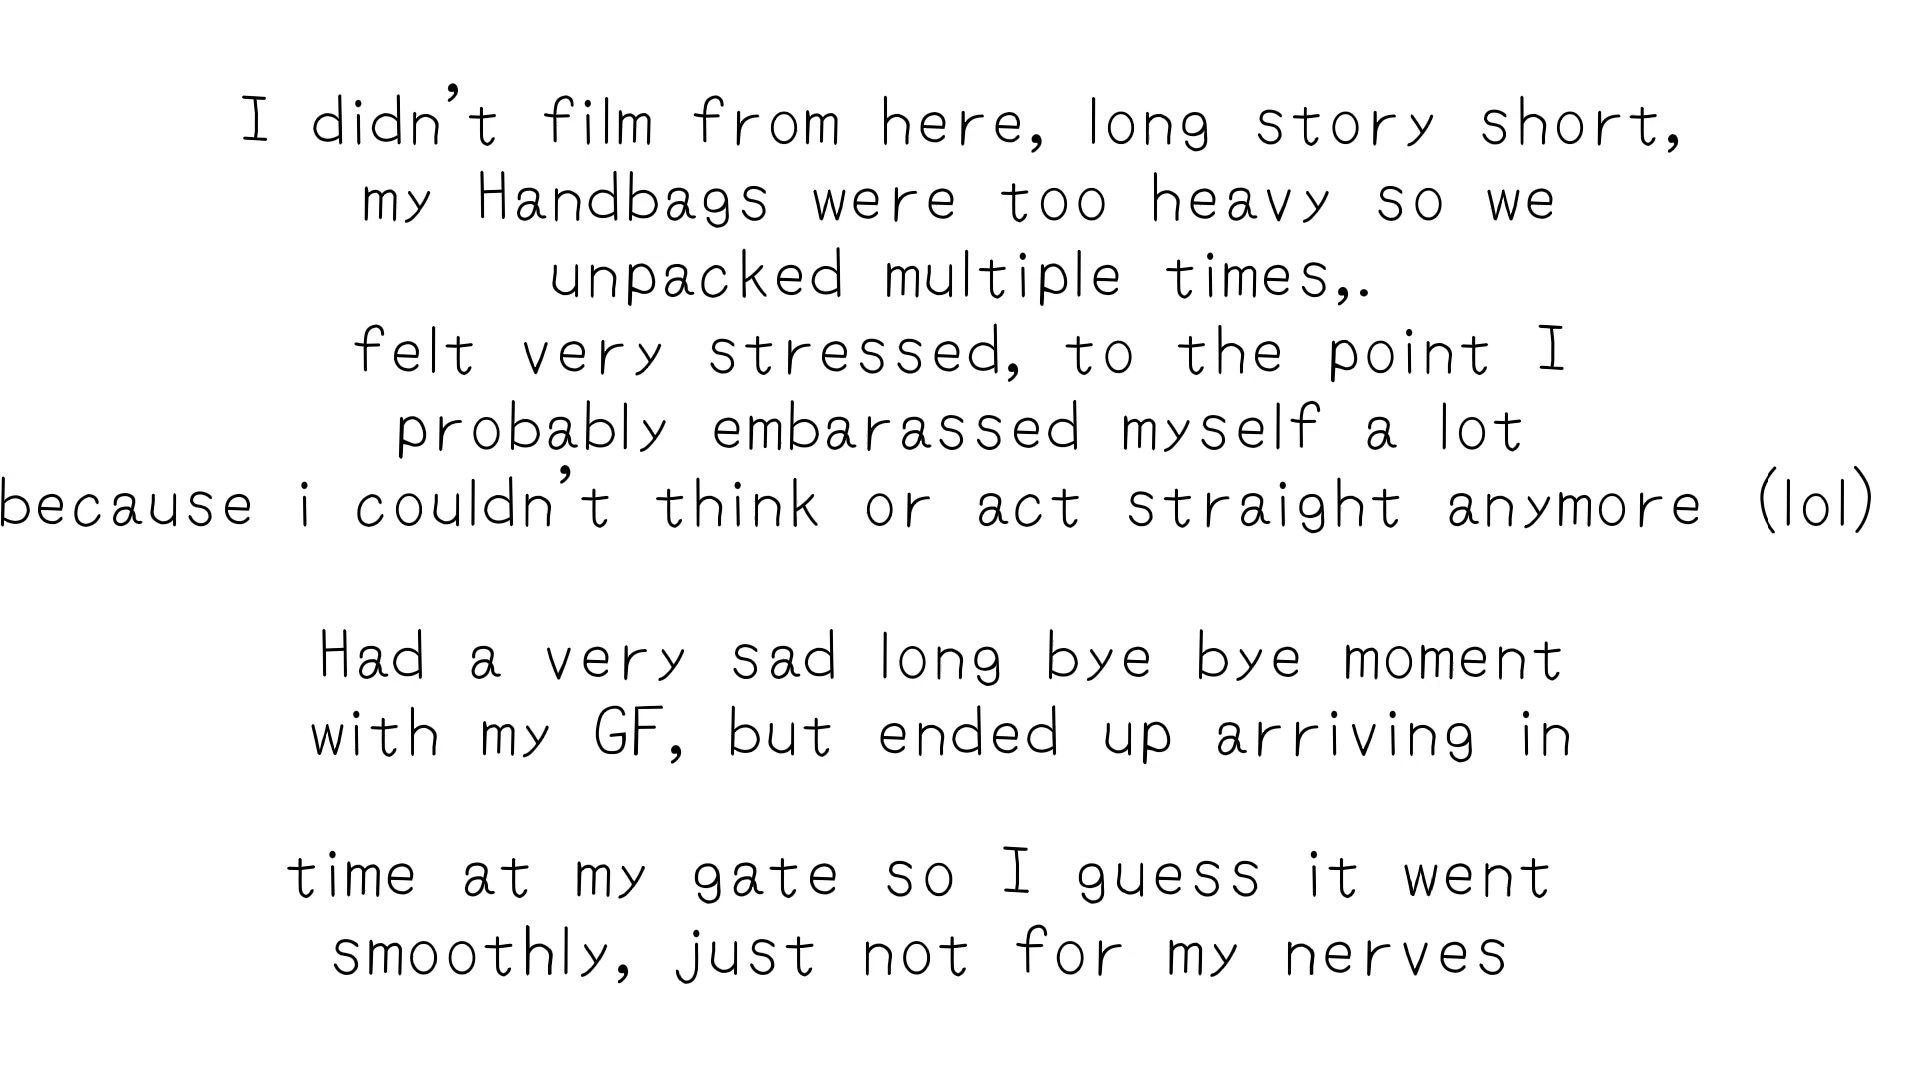 I didn't film from here, long story short,
my Handbags were too heavy so we
unpacked multiple times,.
felt very stressed, to the point I
probably embarassed myself a lot
because i couldn't think or act straight anymore (lol)
Had a very sad long bye bye moment
with my GF, but ended up arriving in
time at my gate so I guess it went
smoothly, just not for my nerves